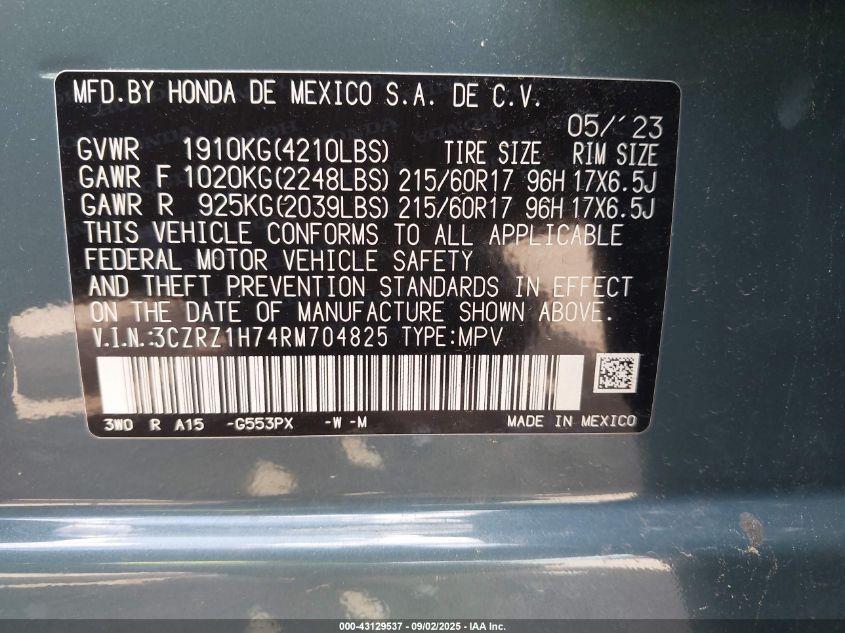 MFD.BY HONDA DE MEXICO S.A. DE C.V.
05/'23
GVWR 1910KG(4210LBS) TIRE SIZE RIM SIZE
GAWR F 1020KG(2248LBS) 215/60R17 96H 17X6.5J
GAWR R 925KG(2039LBS) 215/60R17 96H 17X6.5J
THIS VEHICLE CONFORMS TO ALL APPLICABLE
FEDERAL MOTOR VEHICLE SAFETY
AND THEFT PREVENTION STANDARDS IN EFFECT
ON THE DATE OF MANUFACTURE SHOWN ABOVE.
V.I.N.:3CZRZ1H74RM704825 TYPE:MPV
3W0 R A15 -G553PX -W -M MADE IN MEXICO
000-43129537 - 09/02/2025 - IAA Inc.